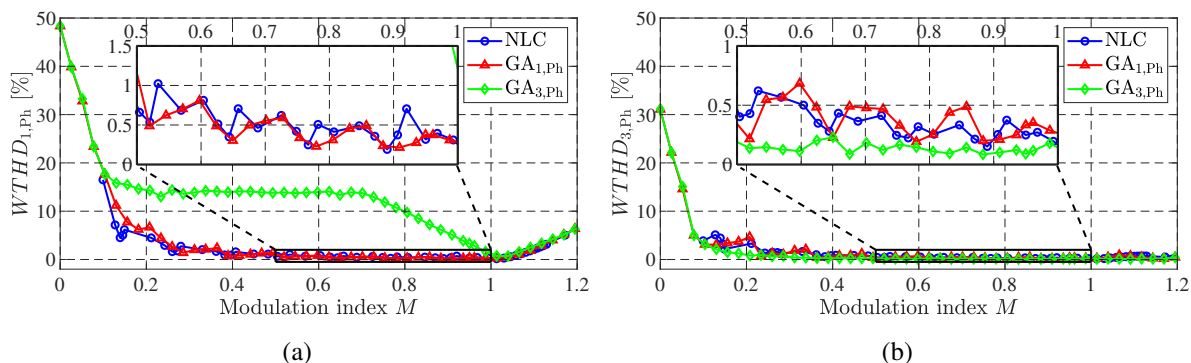 0.5 0.6 0.7 0.8 0.9 1
50
40
30
20
10
0
WTHD1,Ph [%]
1.5
1
0.5
0
NLC
GA1,Ph
GA3,Ph
0 0.2 0.4 0.6 0.8 1 1.2
Modulation index M
(a)
0.5 0.6 0.7 0.8 0.9 1
50
40
30
20
10
0
WTHD3,Ph [%]
1
0.5
0
NLC
GA1,Ph
GA3,Ph
0 0.2 0.4 0.6 0.8 1 1.2
Modulation index M
(b)